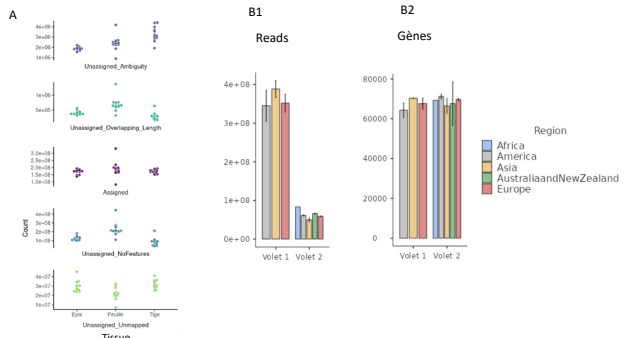 A
B1
B2
Reads
Gènes
4e+06
3e+06
2e+06
1e+06
Unassigned_Ambiguity
1e+06
5e+05
Unassigned_Overlapping_Length
3.0e+08
2.5e+08
2.0e+08
1.5e+08
1.0e+08
Assigned
Count
4e+08
3e+08
2e+08
1e+08
Unassigned_NoFeatures
4e+07
3e+07
2e+07
1e+07
Epis Feuille Tige
Unassigned_Unmapped
Tissue
4e+08
3e+08
2e+08
1e+08
0e+00
Volet 1 Volet 2
80000
60000
40000
20000
0
Volet 1 Volet 2
Region
Africa
America
Asia
AustraliaandNewZealand
Europe